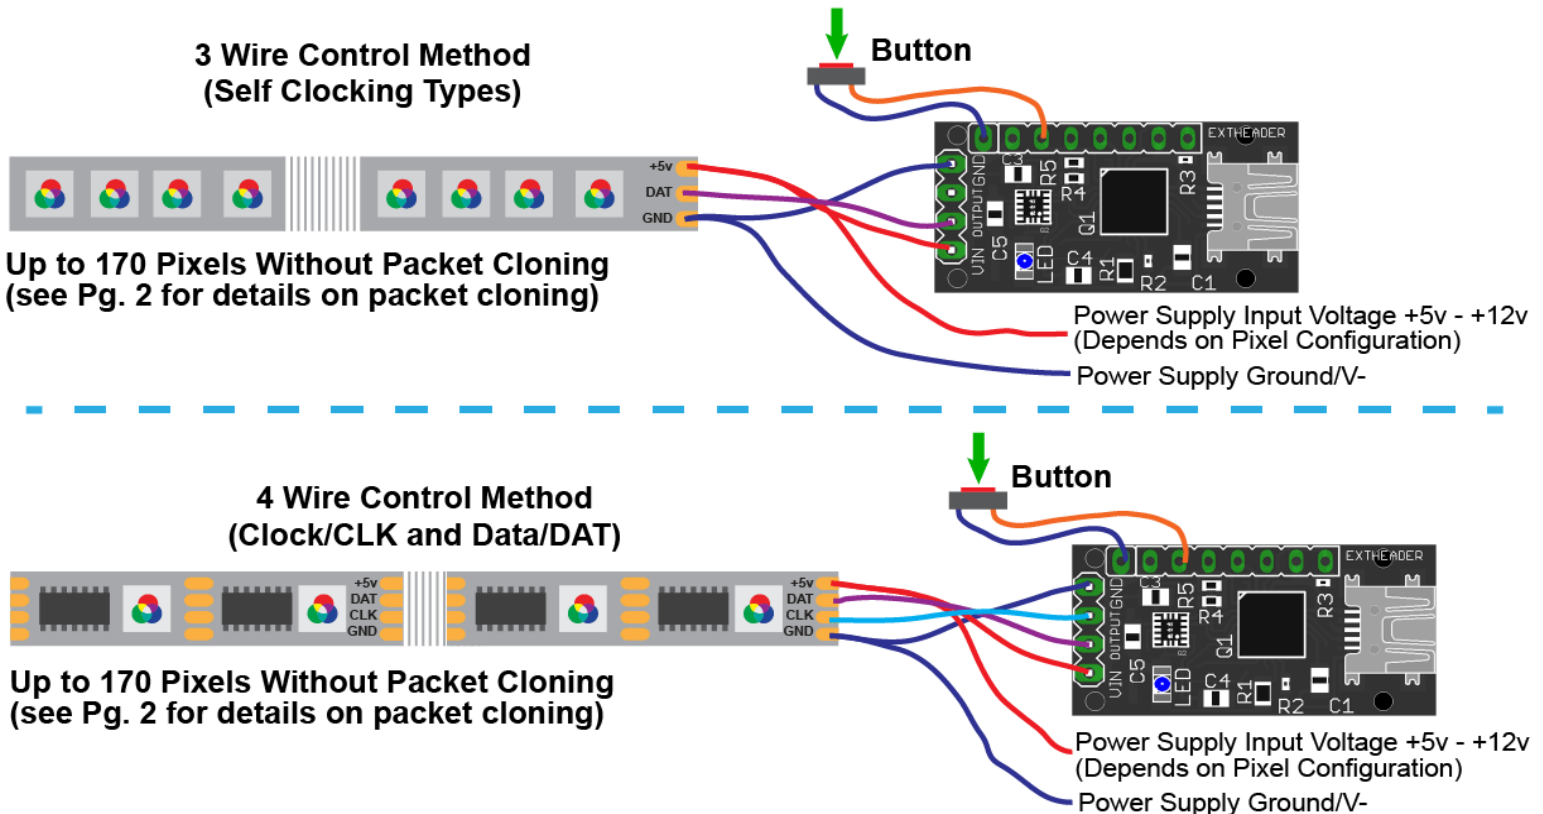 3 Wire Control Method
(Self Clocking Types)
Button
+5v
DAT
GND
EXTHEADER
GND
OUTPUT
VIN
C3
R5
R4
R3
Q1
C5
LED
C4
R1
R2
C1
Up to 170 Pixels Without Packet Cloning
(see Pg. 2 for details on packet cloning)
Power Supply Input Voltage +5v - +12v
(Depends on Pixel Configuration)
Power Supply Ground/V-
4 Wire Control Method
(Clock/CLK and Data/DAT)
Button
+5v
DAT
CLK
GND
+5v
DAT
CLK
GND
EXTHEADER
GND
OUTPUT
VIN
C3
R5
R4
R3
Q1
C5
LED
C4
R1
R2
C1
Up to 170 Pixels Without Packet Cloning
(see Pg. 2 for details on packet cloning)
Power Supply Input Voltage +5v - +12v
(Depends on Pixel Configuration)
Power Supply Ground/V-